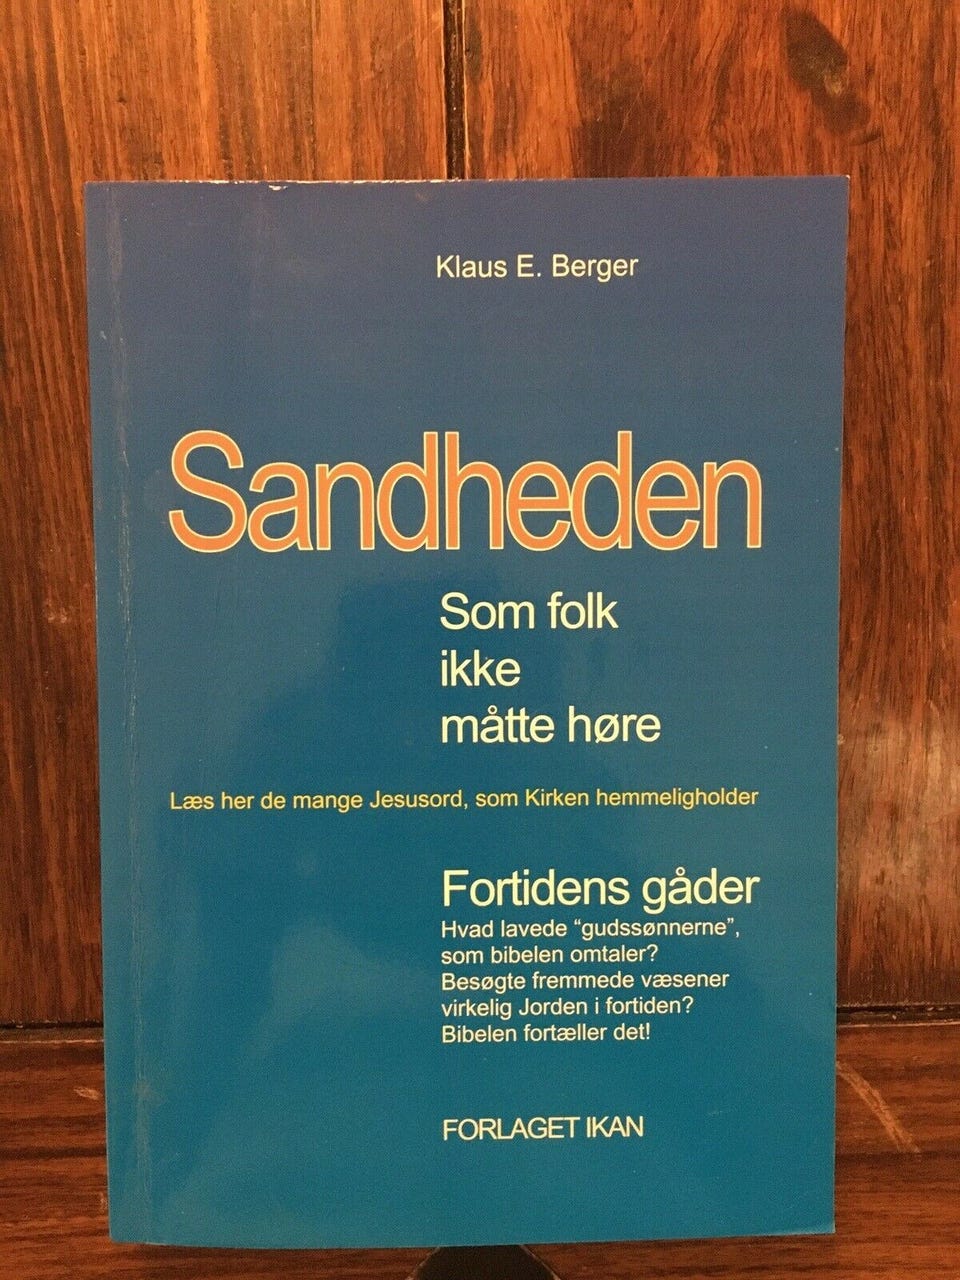 Klaus E. Berger
Sandheden
Som folk
ikke
måtte høre
Læs her de mange Jesusord, som Kirken hemmeligholder
Fortidens gåder
Hvad lavede “gudssønnerne”,
som bibelen omtaler?
Besøgte fremmede væsener
virkelig Jorden i fortiden?
Bibelen fortæller det!
FORLAGET IKAN